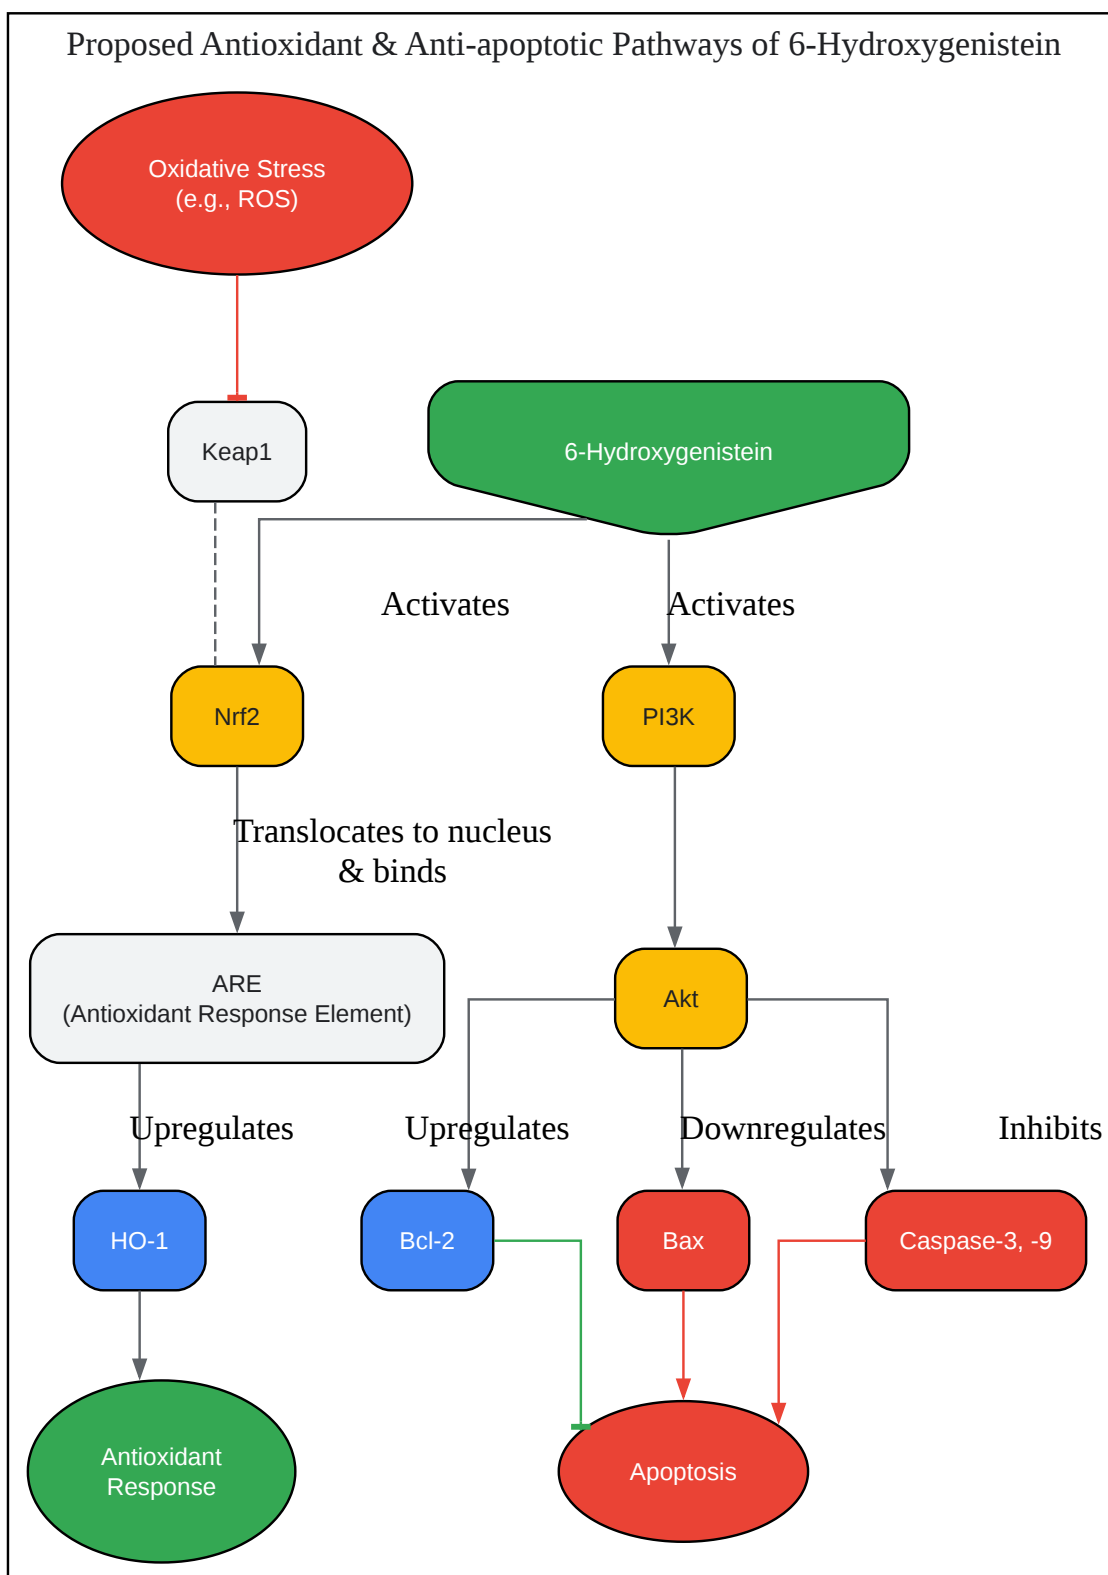 Proposed Antioxidant & Anti-apoptotic Pathways of 6-Hydroxygenistein
Oxidative Stress
(e.g., ROS)
Keap1
6-Hydroxygenistein
Activates
Activates
Nrf2
PI3K
Translocates to nucleus
& binds
ARE
(Antioxidant Response Element)
Akt
Upregulates
Upregulates
Downregulates
Inhibits
HO-1
Bcl-2
Bax
Caspase-3, -9
Antioxidant
Response
Apoptosis